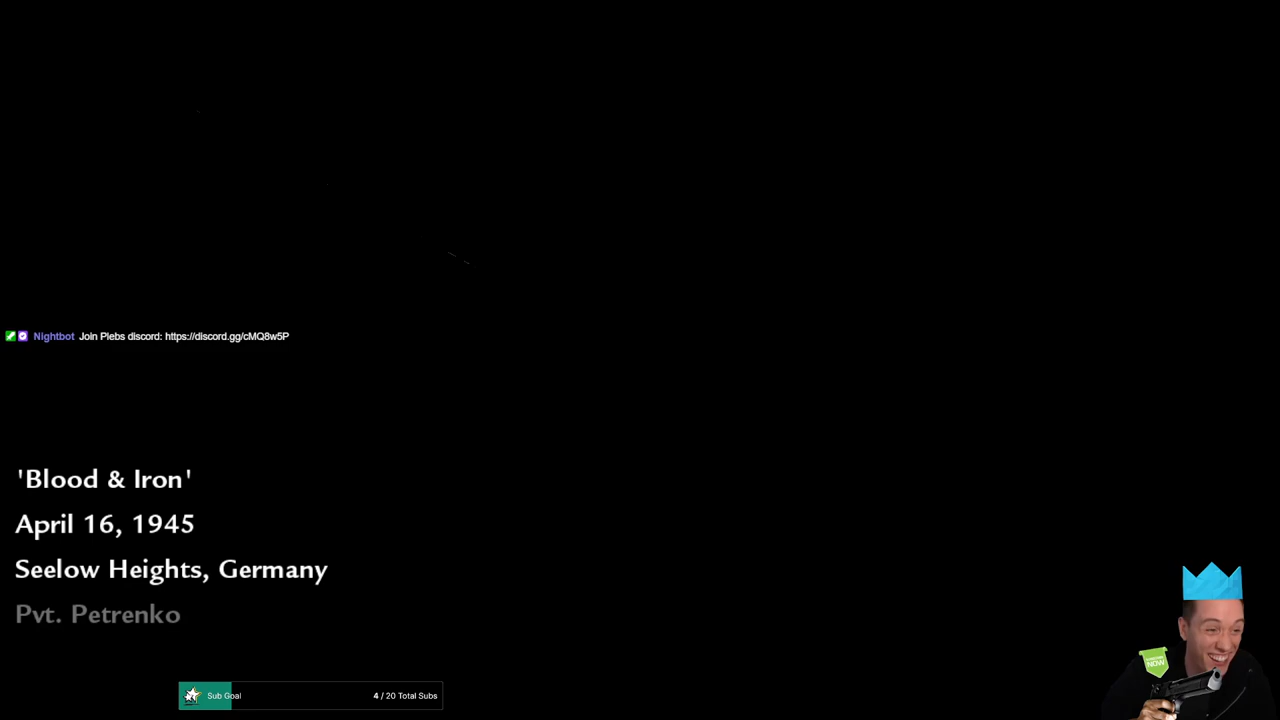 Nightbot Join Plebs discord: https://discord.gg/cMQ8w5P
'Blood & Iron'
April 16, 1945
Seelow Heights, Germany
Pvt. Petrenko
Sub Goal 4 / 20 Total Subs
NOW